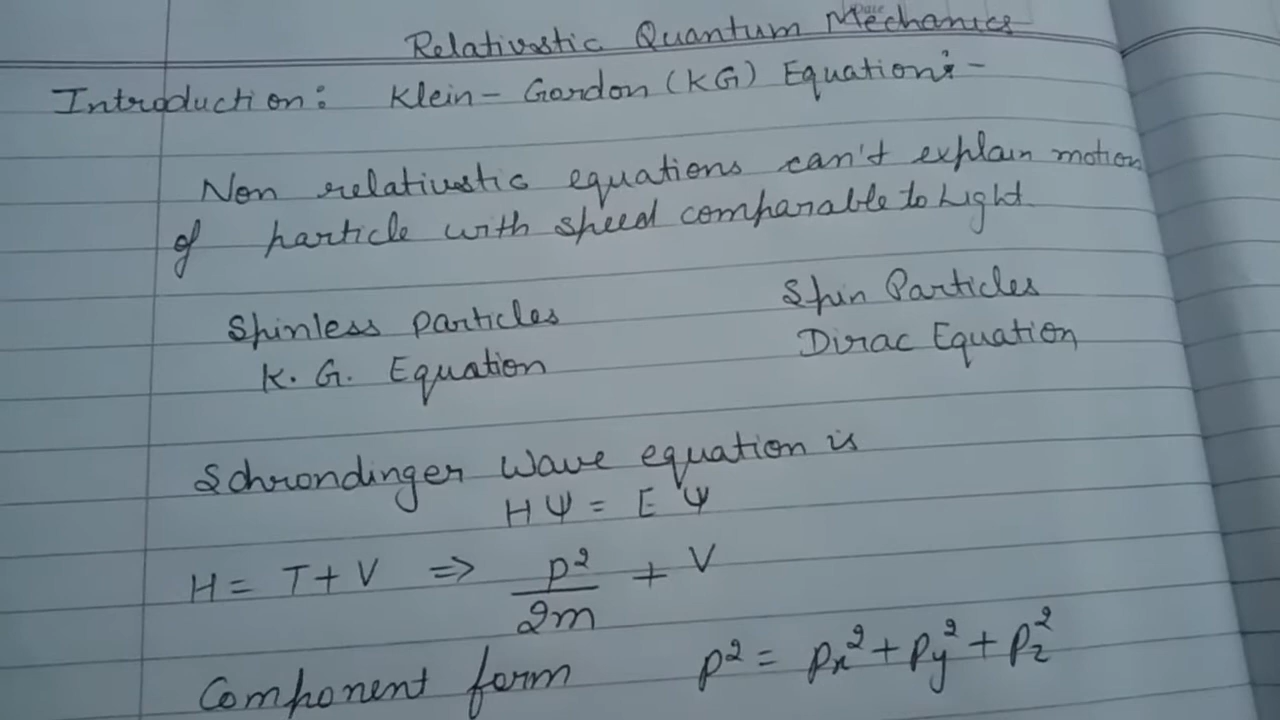 Relativistic Quantum Mechanics
Introduction: Klein - Gordon (KG) Equation: -
Non relativistic equations can't explain motion
of particle with speed comparable to Light
Spinless particles
K. G. Equation
Spin Particles
Dirac Equation
Schrondinger Wave equation is
HΨ = EΨ
H = T + V => p²/2m + V
Component form p² = px² + py² + pz²